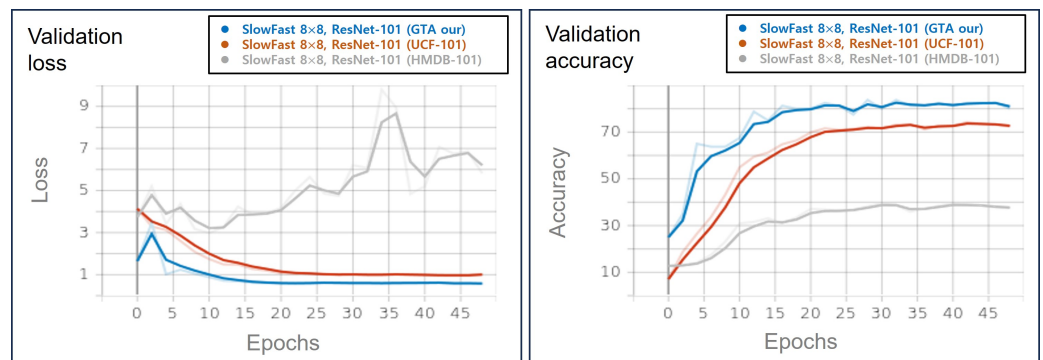 Validation
loss
SlowFast 8×8, ResNet-101 (GTA our)
SlowFast 8×8, ResNet-101 (UCF-101)
SlowFast 8×8, ResNet-101 (HMDB-101)
9
7
5
3
1
Loss
0 5 10 15 20 25 30 35 40 45
Epochs
Validation
accuracy
SlowFast 8×8, ResNet-101 (GTA our)
SlowFast 8×8, ResNet-101 (UCF-101)
SlowFast 8×8, ResNet-101 (HMDB-101)
70
50
30
10
Accuracy
0 5 10 15 20 25 30 35 40 45
Epochs